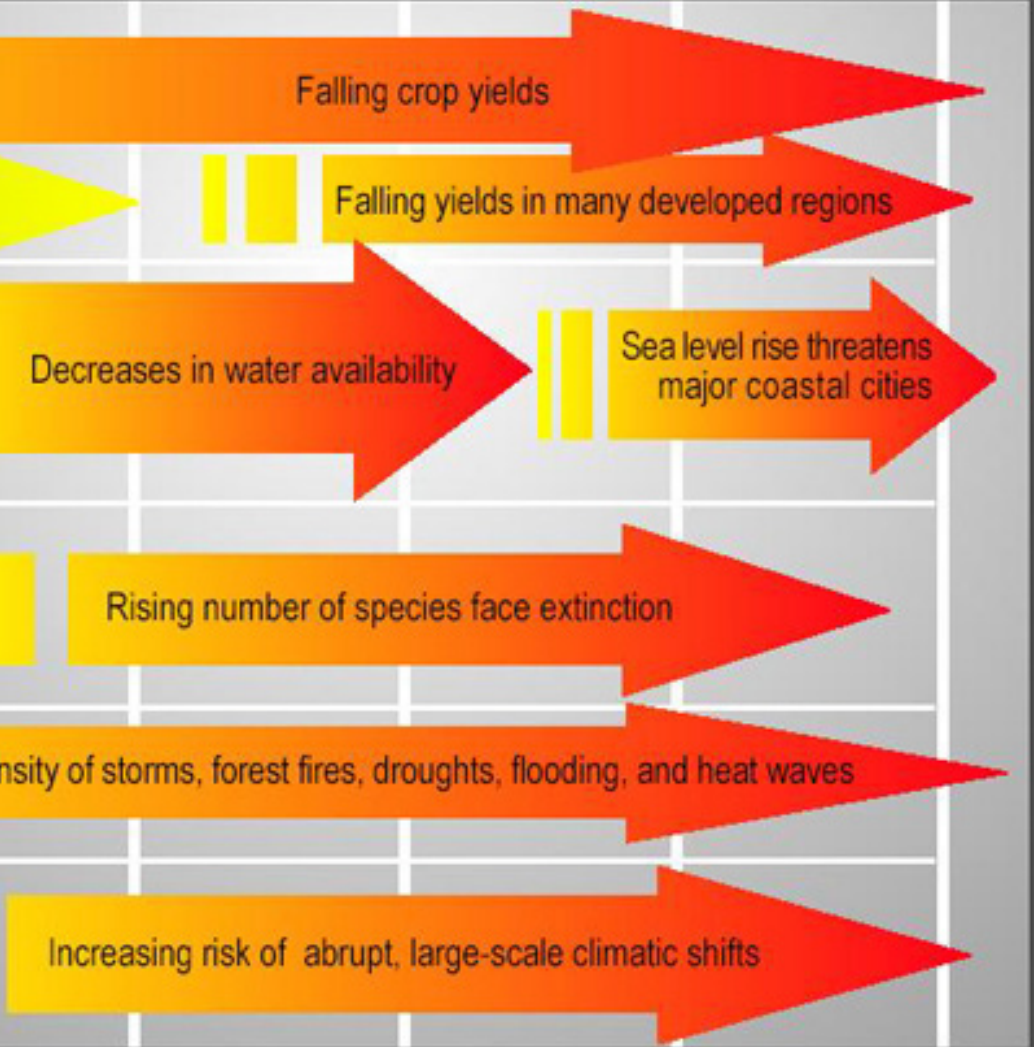 Falling crop yields
Falling yields in many developed regions
Decreases in water availability
Sea level rise threatens
major coastal cities
Rising number of species face extinction
nsity of storms, forest fires, droughts, flooding, and heat waves
Increasing risk of  abrupt, large-scale climatic shifts